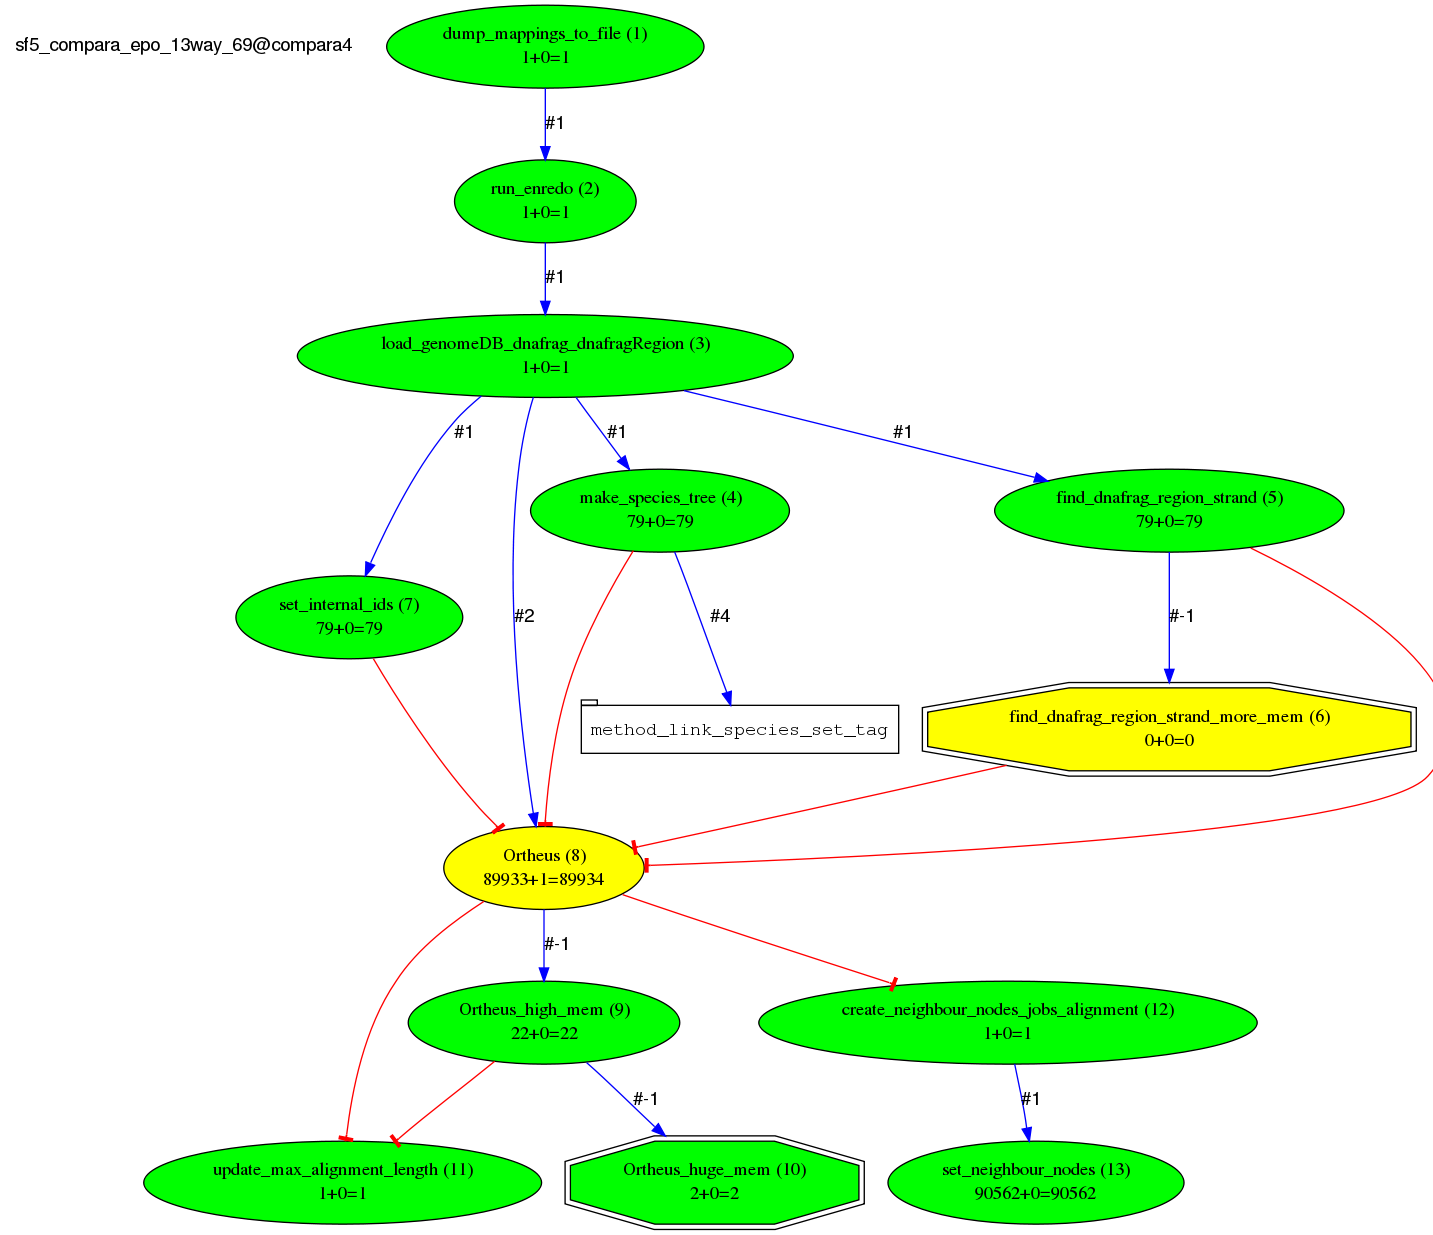 sf5_compara_epo_13way_69@compara4
dump_mappings_to_file (1)
1+0=1
#1
run_enredo (2)
1+0=1
#1
load_genomeDB_dnafrag_dnafragRegion (3)
1+0=1
#1
#1
#1
make_species_tree (4)
79+0=79
find_dnafrag_region_strand (5)
79+0=79
set_internal_ids (7)
79+0=79
#2
#4
#-1
method_link_species_set_tag
find_dnafrag_region_strand_more_mem (6)
0+0=0
Ortheus (8)
89933+1=89934
#-1
Ortheus_high_mem (9)
22+0=22
create_neighbour_nodes_jobs_alignment (12)
1+0=1
#-1
#1
update_max_alignment_length (11)
1+0=1
Ortheus_huge_mem (10)
2+0=2
set_neighbour_nodes (13)
90562+0=90562